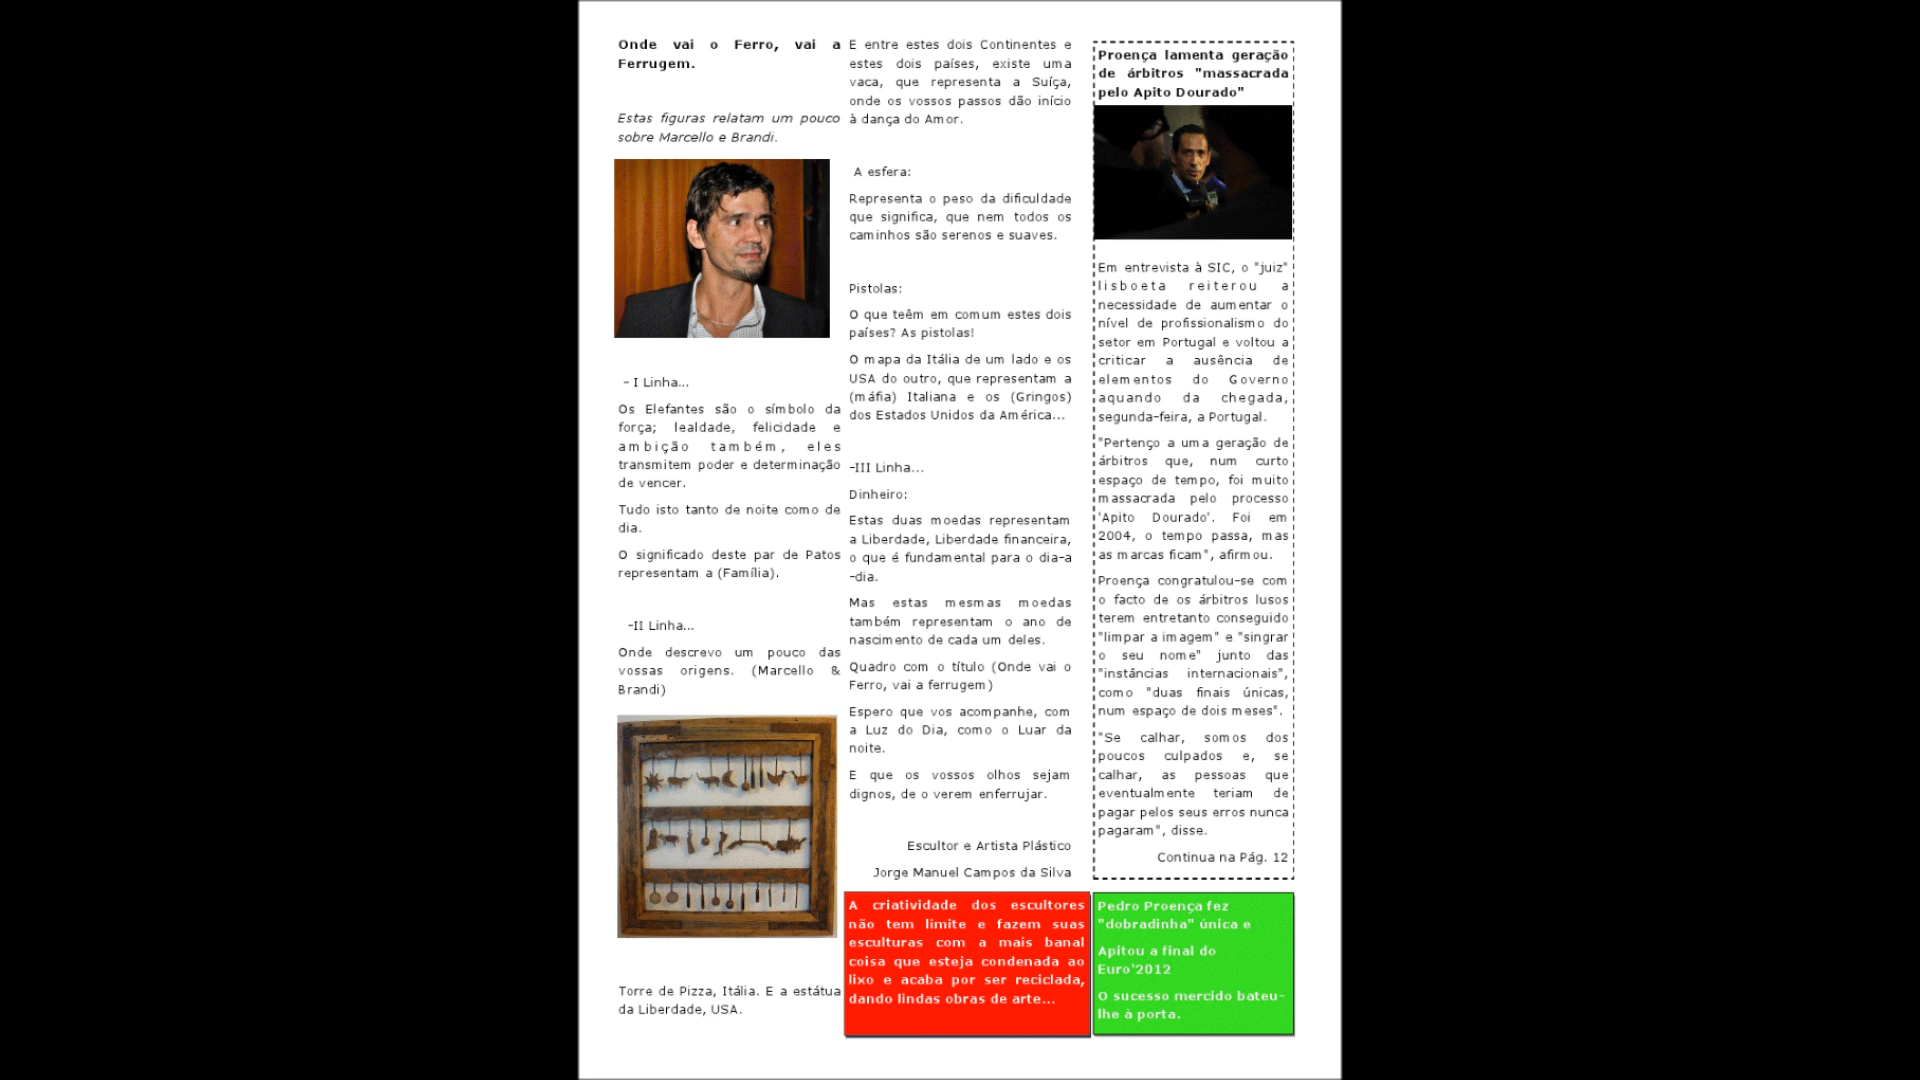 Onde vai o Ferro, vai a
Ferrugem.
Estas figuras relatam um pouco
sobre Marcello e Brandi.
– I Linha...
Os Elefantes são o símbolo da
força; lealdade, felicidade e
ambição também, eles
transmitem poder e determinação
de vencer.
Tudo isto tanto de noite como de
dia.
O significado deste par de Patos
representam a (Família).
-II Linha...
Onde descrevo um pouco das
vossas origens. (Marcello &
Brandi)
Torre de Pizza, Itália. E a estátua
da Liberdade, USA.
E entre estes dois Continentes e
estes dois países, existe uma
vaca, que representa a Suíça,
onde os vossos passos dão início
à dança do Amor.
A esfera:
Representa o peso da dificuldade
que significa, que nem todos os
caminhos são serenos e suaves.
Pistolas:
O que teêm em comum estes dois
países? As pistolas!
O mapa da Itália de um lado e os
USA do outro, que representam a
(máfia) Italiana e os (Gringos)
dos Estados Unidos da América...
-III Linha...
Dinheiro:
Estas duas moedas representam
a Liberdade, Liberdade financeira,
o que é fundamental para o dia-a
-dia.
Mas estas mesmas moedas
também representam o ano de
nascimento de cada um deles.
Quadro com o título (Onde vai o
Ferro, vai a ferrugem)
Espero que vos acompanhe, com
a Luz do Dia, como o Luar da
noite.
E que os vossos olhos sejam
dignos, de o verem enferrujar.
Escultor e Artista Plástico
Jorge Manuel Campos da Silva
A criatividade dos escultores
não tem limite e fazem suas
esculturas com a mais banal
coisa que esteja condenada ao
lixo e acaba por ser reciclada,
dando lindas obras de arte...
Proença lamenta geração
de árbitros "massacrada
pelo Apito Dourado"
Em entrevista à SIC, o "juiz"
lisboeta reiterou a
necessidade de aumentar o
nível de profissionalismo do
setor em Portugal e voltou a
criticar a ausência de
elementos do Governo
aquando da chegada,
segunda-feira, a Portugal.
"Pertenço a uma geração de
árbitros que, num curto
espaço de tempo, foi muito
massacrada pelo processo
'Apito Dourado'. Foi em
2004, o tempo passa, mas
as marcas ficam", afirmou.
Proença congratulou-se com
o facto de os árbitros lusos
terem entretanto conseguido
"limpar a imagem" e "singrar
o seu nome" junto das
"instâncias internacionais",
como "duas finais únicas,
num espaço de dois meses".
"Se calhar, somos dos
poucos culpados e, se
calhar, as pessoas que
eventualmente teriam de
pagar pelos seus erros nunca
pagaram", disse.
Continua na Pág. 12
Pedro Proença fez
"dobradinha" única e
Apitou a final do
Euro'2012
O sucesso mercido bateu-
lhe à porta.